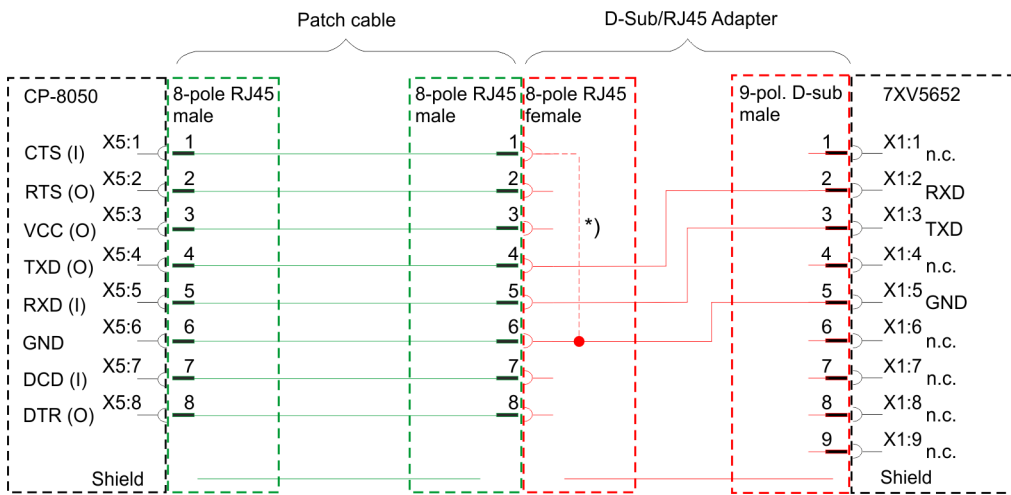 Patch cable D-Sub/RJ45 Adapter
CP-8050 8-pole RJ45 8-pole RJ45 8-pole RJ45 9-pol. D-sub 7XV5652
male male female male
CTS (I) X5:1 1 1 1 X1:1 n.c.
RTS (O) X5:2 2 2 2 X1:2 RXD
VCC (O) X5:3 3 3 *) 3 X1:3 TXD
TXD (O) X5:4 4 4 4 X1:4 n.c.
RXD (I) X5:5 5 5 5 X1:5 GND
GND X5:6 6 6 6 X1:6 n.c.
DCD (I) X5:7 7 7 7 X1:7 n.c.
DTR (O) X5:8 8 8 8 X1:8 n.c.
9 X1:9 n.c.
Shield Shield